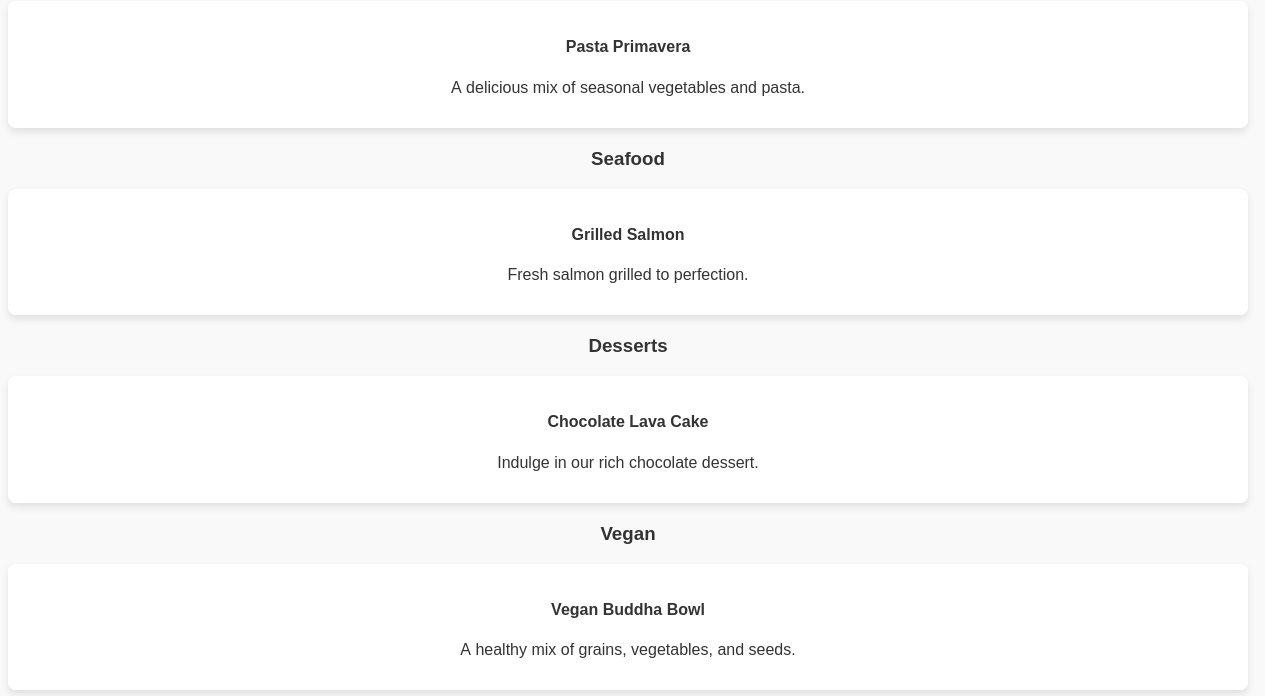 Pasta Primavera
A delicious mix of seasonal vegetables and pasta.
Seafood
Grilled Salmon
Fresh salmon grilled to perfection.
Desserts
Chocolate Lava Cake
Indulge in our rich chocolate dessert.
Vegan
Vegan Buddha Bowl
A healthy mix of grains, vegetables, and seeds.